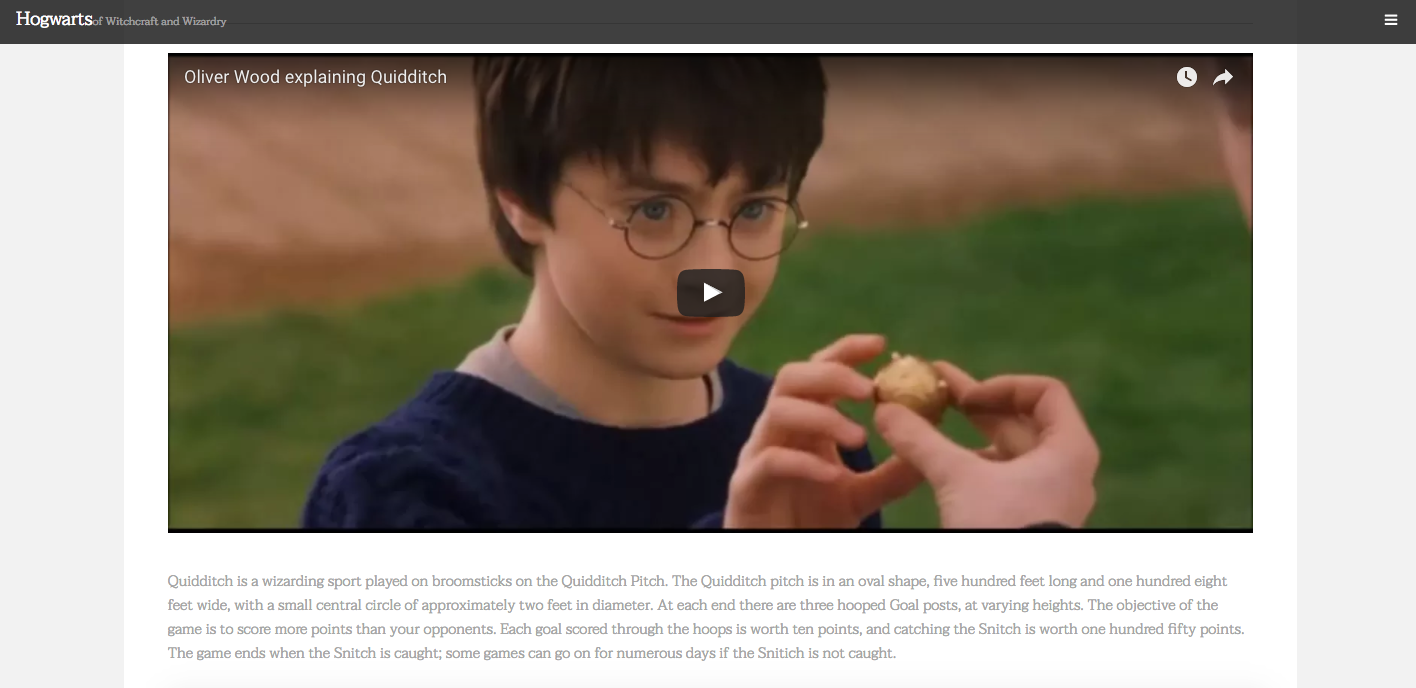 Hogwarts of Witchcraft and Wizardry
Oliver Wood explaining Quidditch
Quidditch is a wizarding sport played on broomsticks on the Quidditch Pitch. The Quidditch pitch is in an oval shape, five hundred feet long and one hundred eight
feet wide, with a small central circle of approximately two feet in diameter. At each end there are three hooped Goal posts, at varying heights. The objective of the
game is to score more points than your opponents. Each goal scored through the hoops is worth ten points, and catching the Snitch is worth one hundred fifty points.
The game ends when the Snitch is caught; some games can go on for numerous days if the Snitich is not caught.